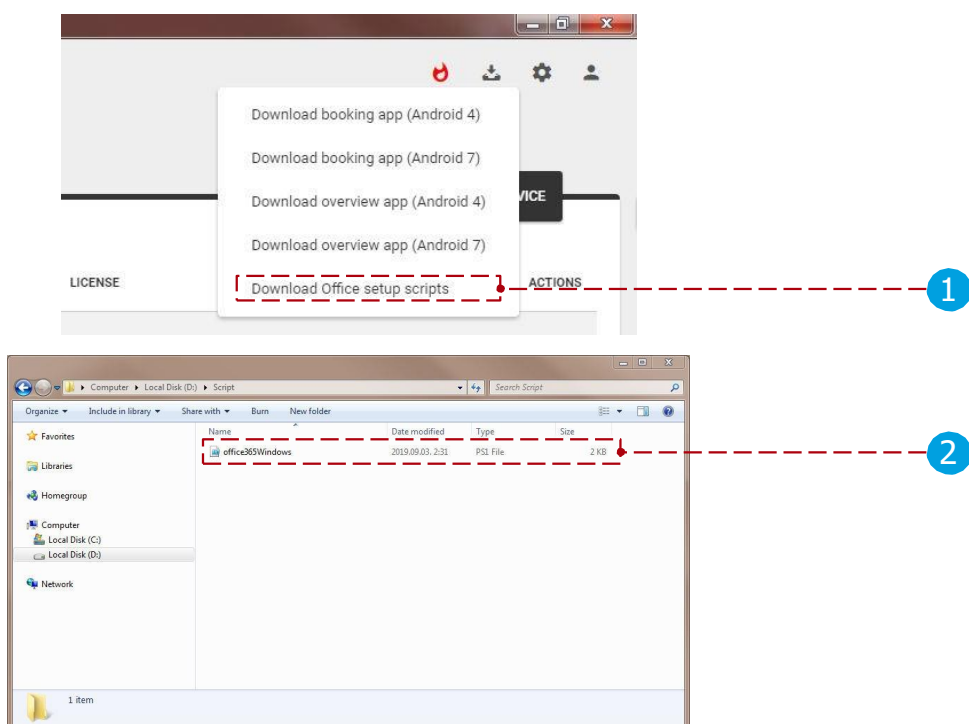 Download booking app (Android 4)
Download booking app (Android 7)
Download overview app (Android 4)
VICE
Download overview app (Android 7)
LICENSE
Download Office setup scripts
ACTIONS
1
Computer ▸ Local Disk (D:) ▸ Script
Search Script
Organize
Include in library
Share with
Burn
New folder
Favorites
Libraries
Homegroup
Computer
Local Disk (C:)
Local Disk (D:)
Network
Name Date modified Type Size
office365Windows 2019.09.03. 2:31 PS1 File 2 KB
2
1 item